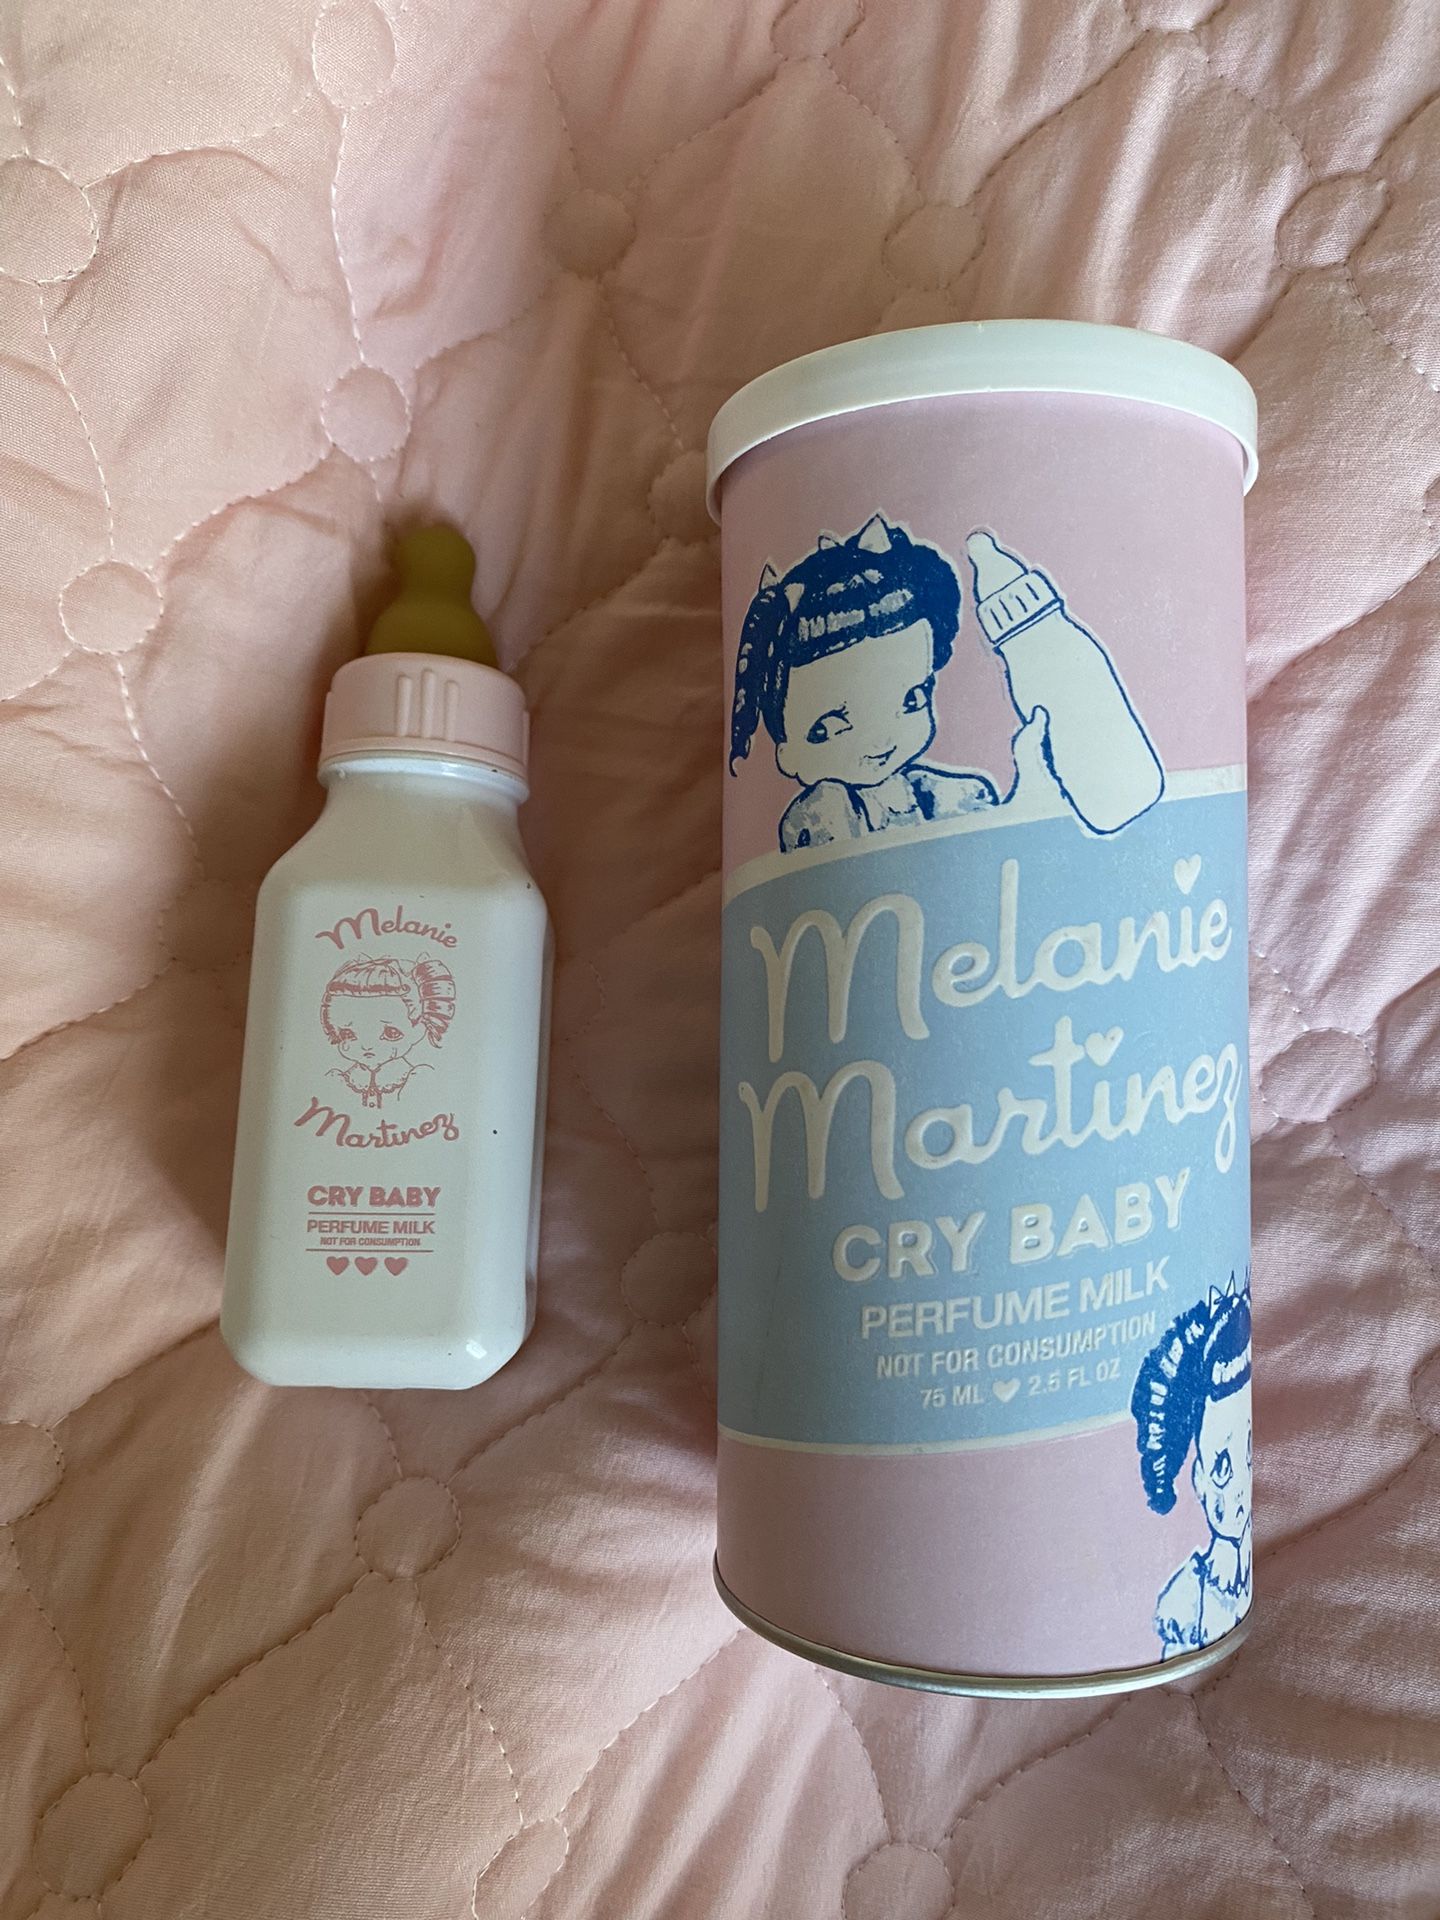 Melanie
Martinez
CRY BABY
PERFUME MILK
NOT FOR CONSUMPTION
Melanie
Martinez
CRY BABY
PERFUME MILK
NOT FOR CONSUMPTION
75 ML 2.5 FL OZ